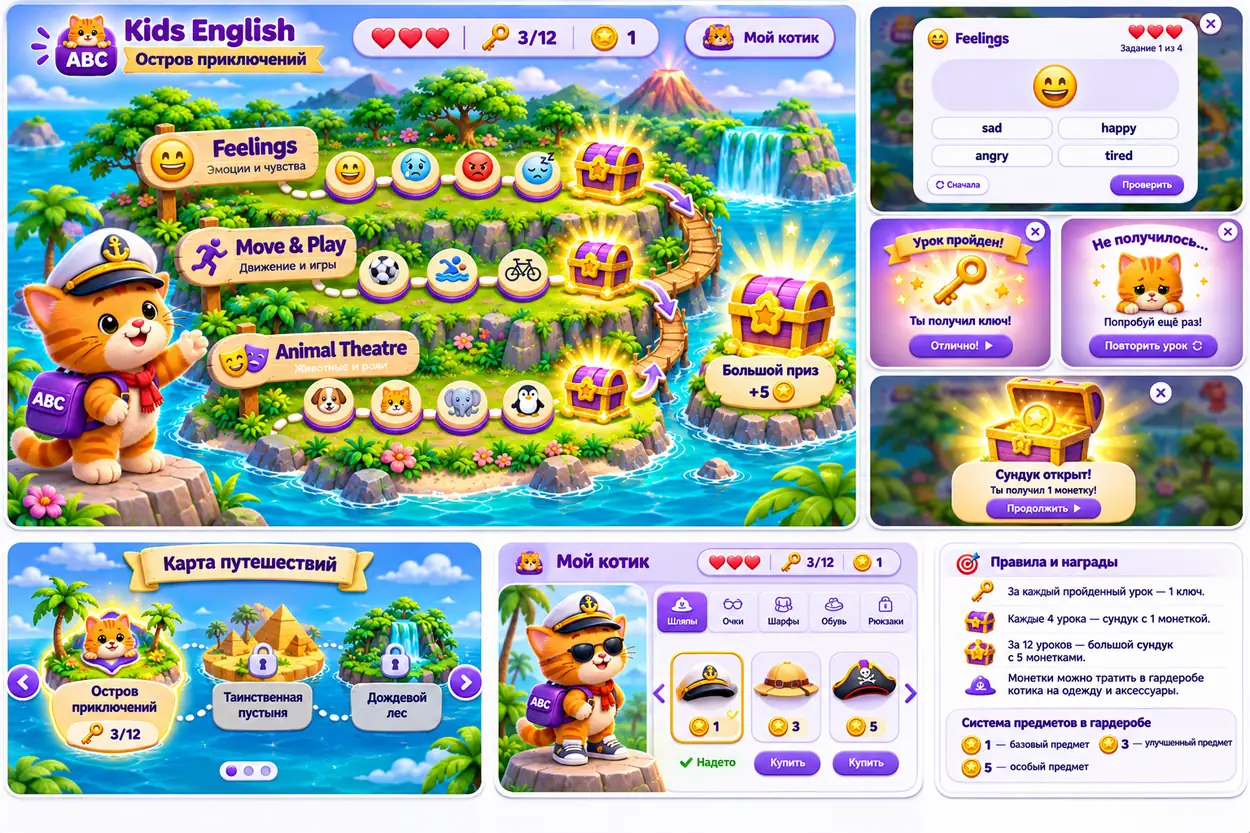 Kids English
ABC
Остров приключений
3/12
1
Мой котик
Feelings
Эмоции и чувства
Move & Play
Движение и игры
Animal Theatre
Животные и роли
ABC
zz
Большой приз
+5
Feelings
Задание 1 из 4
sad
happy
angry
tired
Сначала
Проверить
Урок пройден!
Ты получил ключ!
Отлично!
Не получилось...
Попробуй ещё раз!
Повторить урок
Сундук открыт!
Ты получил 1 монетку!
Продолжить
Карта путешествий
Остров
приключений
3/12
Таинственная
пустыня
Дождевой
лес
Мой котик
3/12
1
ABC
Шляпы
Очки
Шарфы
Обувь
Рюкзаки
1
3
5
Надето
Купить
Купить
Правила и награды
За каждый пройденный урок — 1 ключ.
Каждые 4 урока — сундук с 1 монеткой.
За 12 уроков — большой сундук
с 5 монетками.
Монетки можно тратить в гардеробе
котика на одежду и аксессуары.
Система предметов в гардеробе
1 — базовый предмет
3 — улучшенный предмет
5 — особый предмет